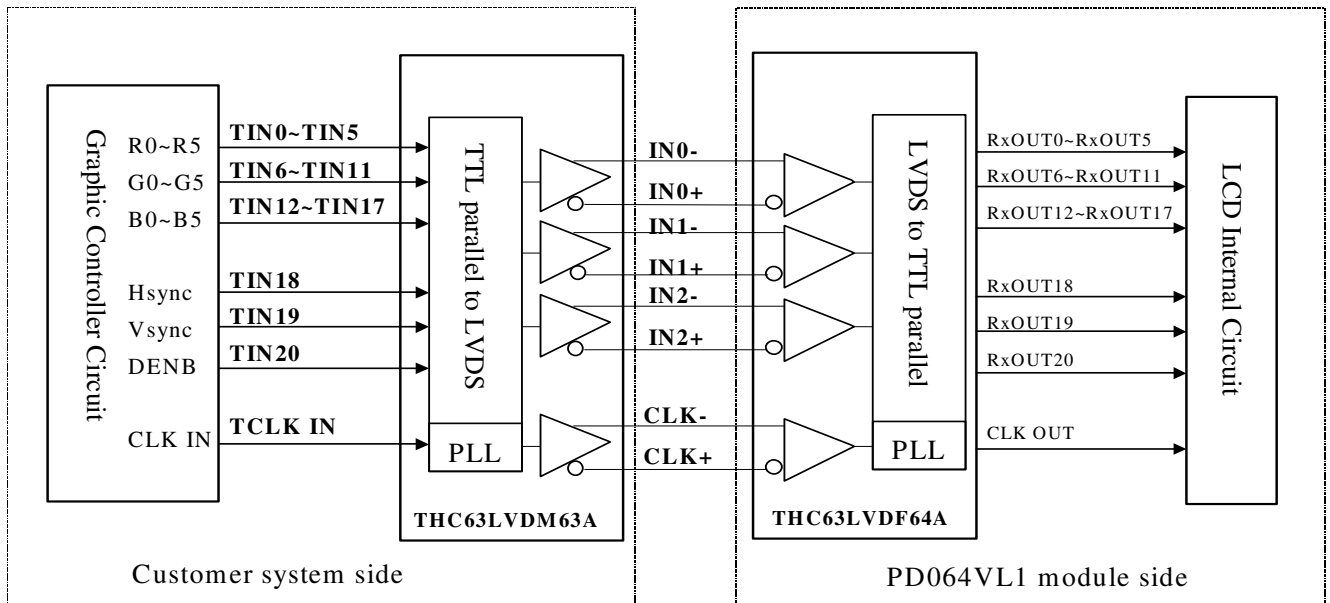 Graphic Controller Circuit
R0~R5
G0~G5
B0~B5
Hsync
Vsync
DENB
CLK IN
TIN0~TIN5
TIN6~TIN11
TIN12~TIN17
TIN18
TIN19
TIN20
TCLK IN
TTL parallel to LVDS
PLL
THC63LVDM63A
Customer system side
IN0-
IN0+
IN1-
IN1+
IN2-
IN2+
CLK-
CLK+
LVDS to TTL parallel
PLL
THC63LVDF64A
RxOUT0~RxOUT5
RxOUT6~RxOUT11
RxOUT12~RxOUT17
RxOUT18
RxOUT19
RxOUT20
CLK OUT
LCD Internal Circuit
PD064VL1 module side